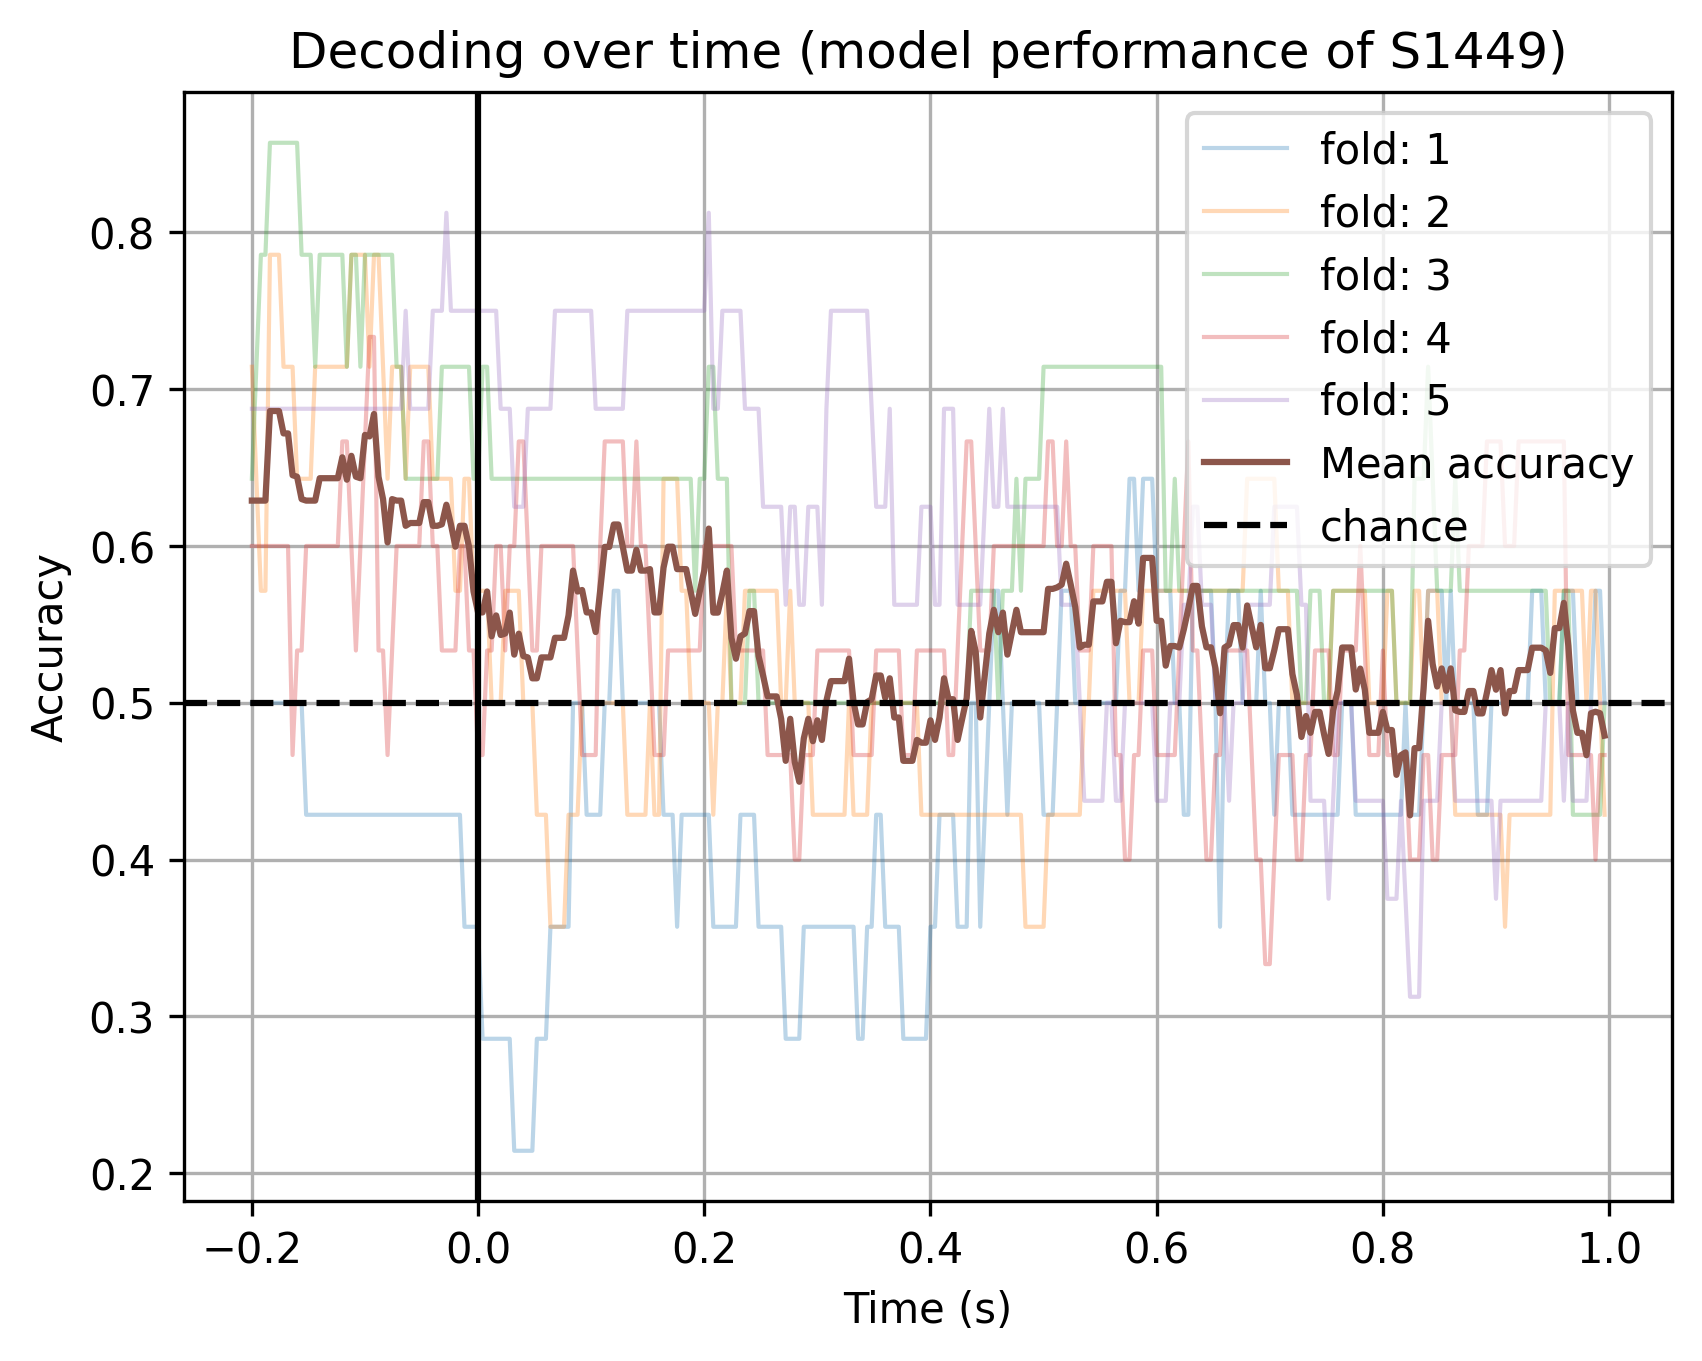 Decoding over time (model performance of S1449)
fold: 1
fold: 2
fold: 3
fold: 4
fold: 5
Mean accuracy
chance
Accuracy
0.8
0.7
0.6
0.5
0.4
0.3
0.2
−0.2 0.0 0.2 0.4 0.6 0.8 1.0
Time (s)